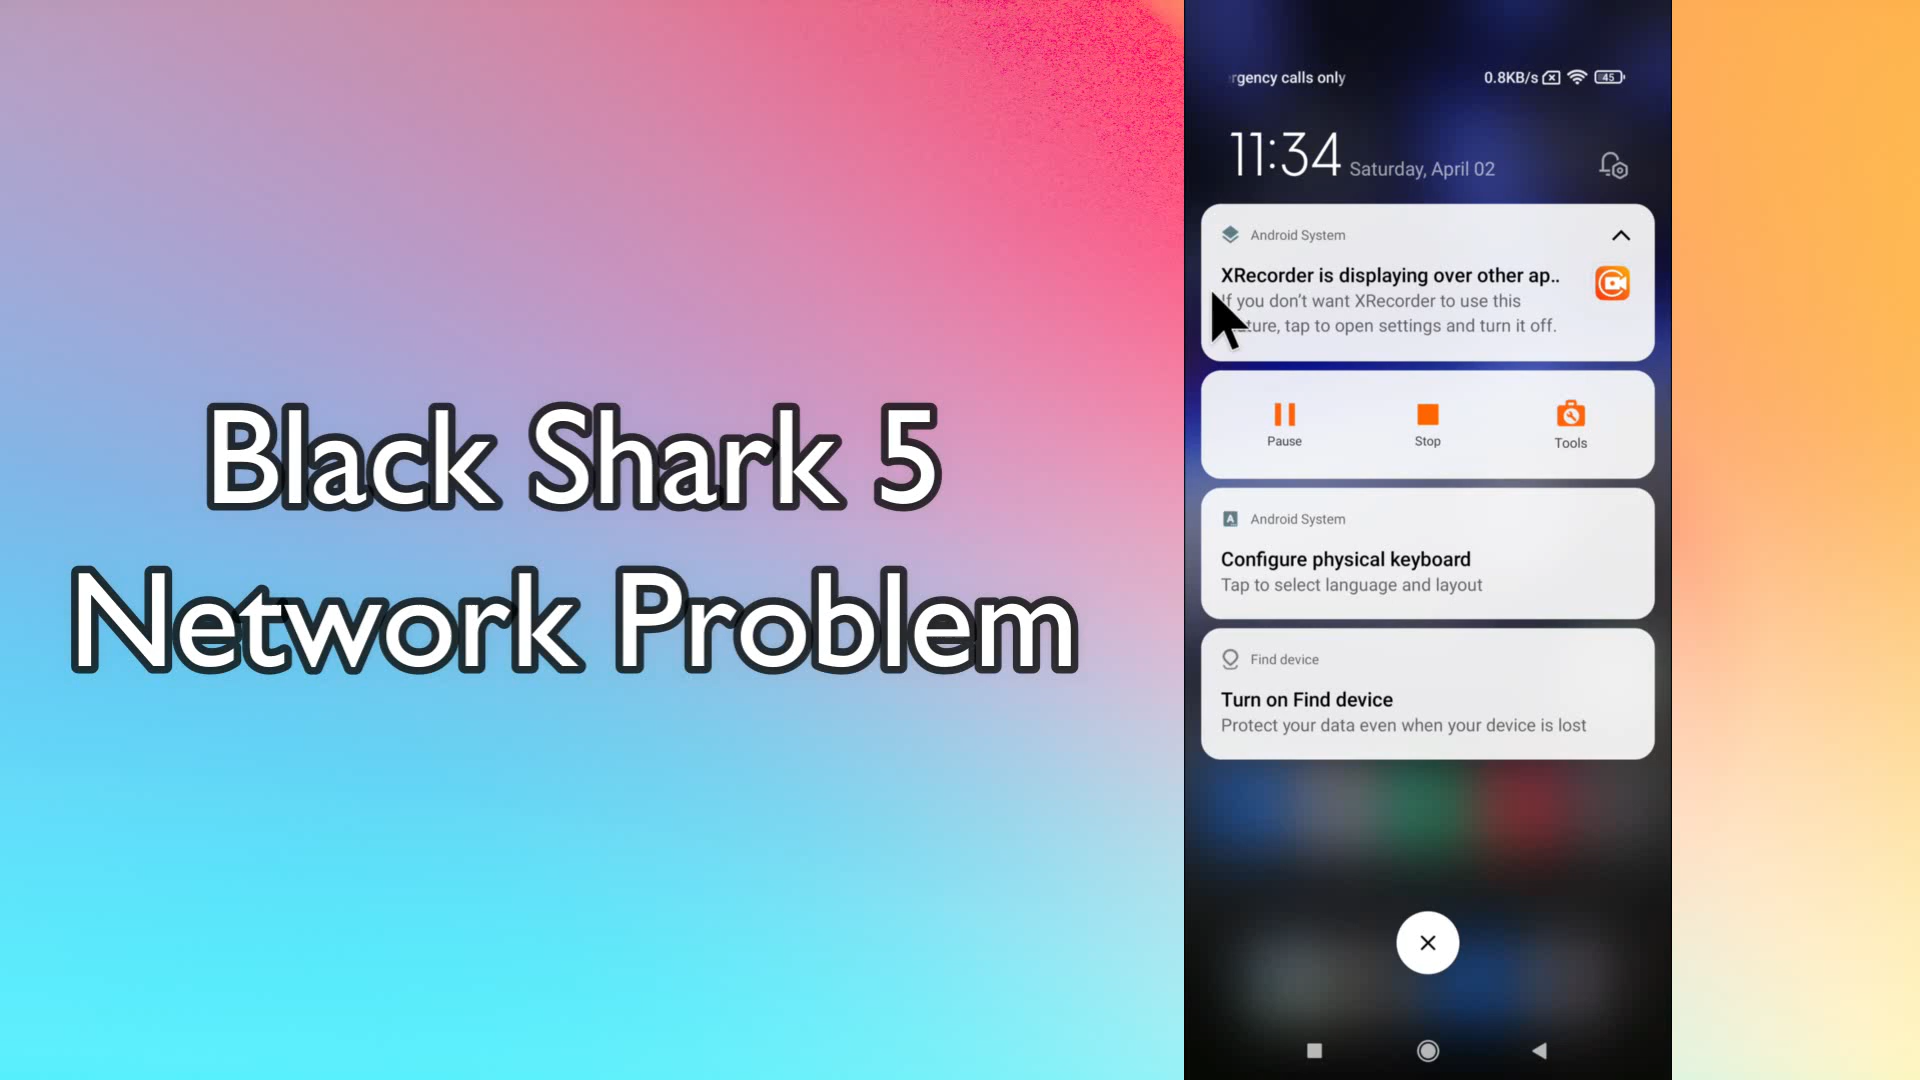 Black Shark 5
Network Problem
rgency calls only 0.8KB/s 45
11:34 Saturday, April 02
Android System
XRecorder is displaying over other ap..
If you don't want XRecorder to use this
ture, tap to open settings and turn it off.
Pause Stop Tools
Android System
Configure physical keyboard
Tap to select language and layout
Find device
Turn on Find device
Protect your data even when your device is lost